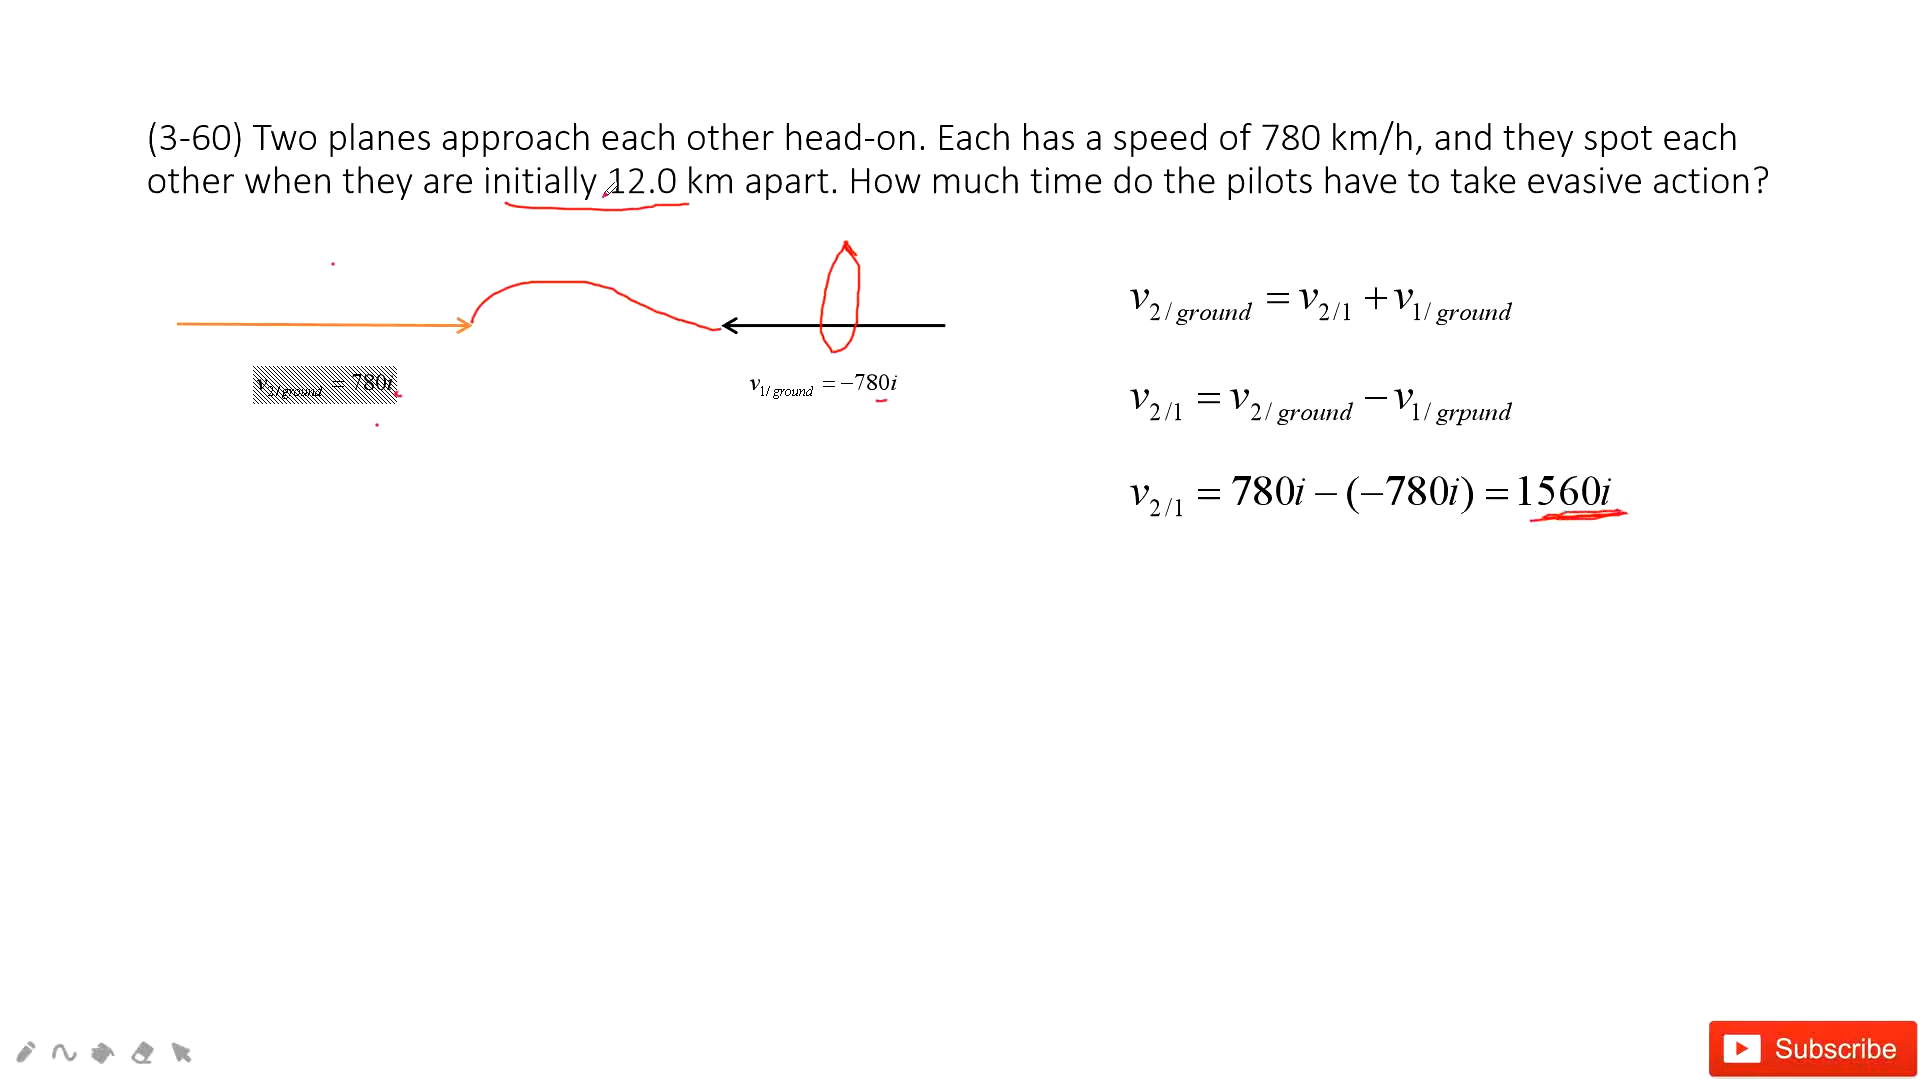 (3-60) Two planes approach each other head-on. Each has a speed of 780 km/h, and they spot each
other when they are initially 12.0 km apart. How much time do the pilots have to take evasive action?
v2/ground = v2/1 + v1/ground
v2/ground = 780i
v1/ground = −780i
v2/1 = v2/ground − v1/grpund
v2/1 = 780i − (−780i) = 1560i
Subscribe